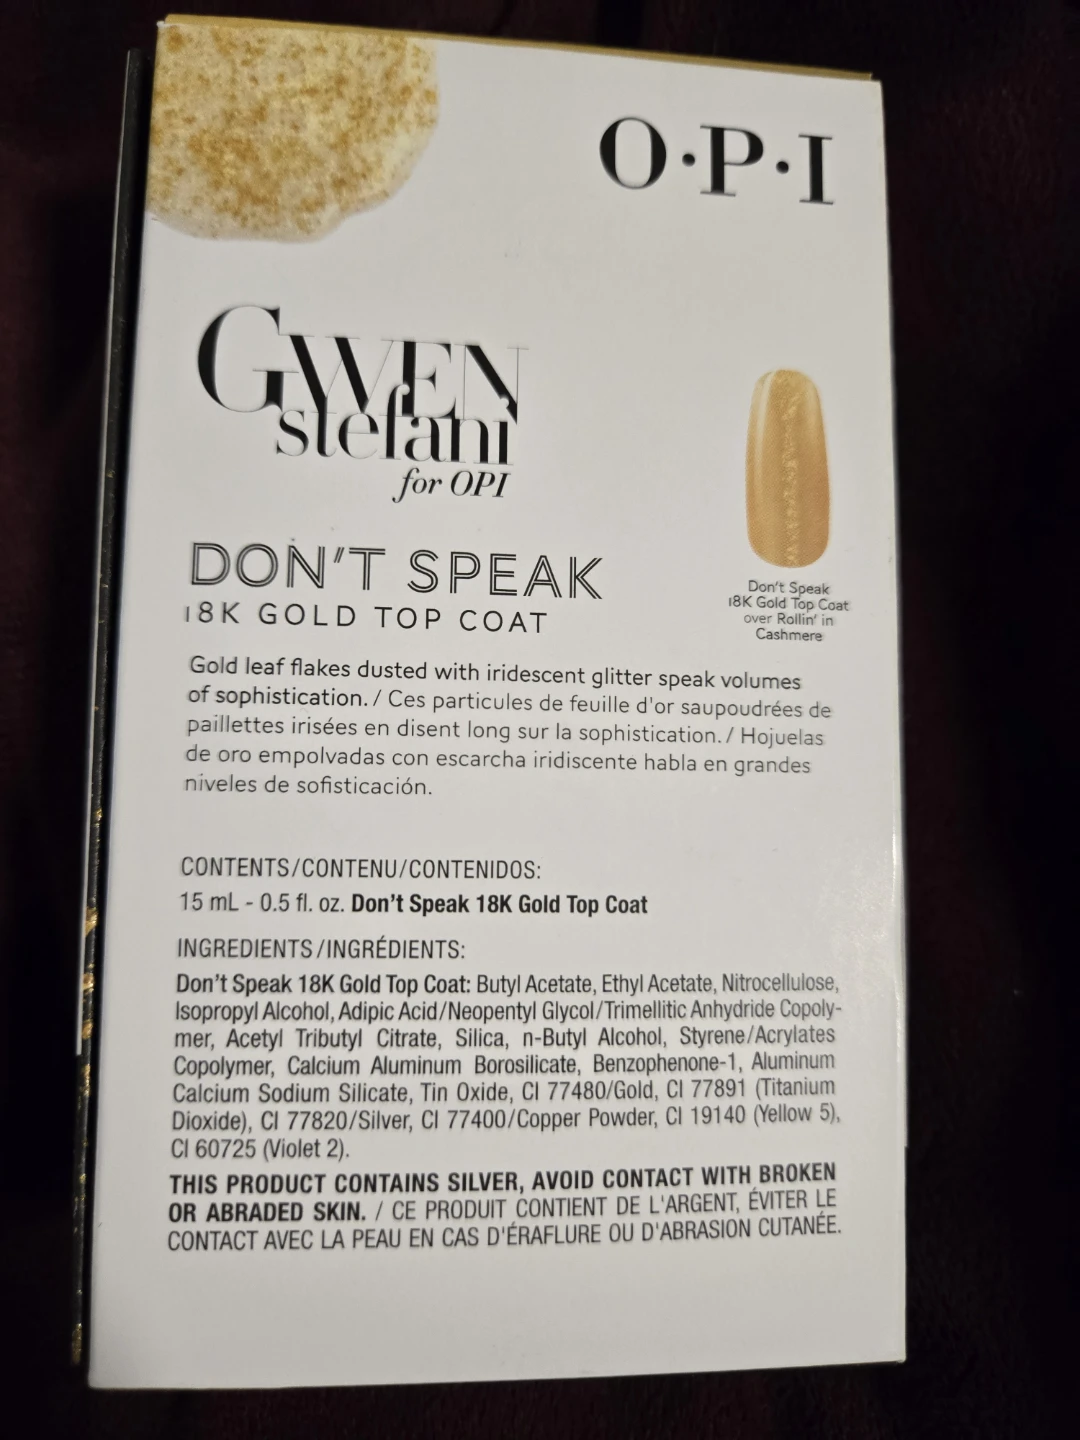 O·P·I
GWEN
stefani
for OPI
DON'T SPEAK
18K GOLD TOP COAT
Don't Speak
18K Gold Top Coat
over Rollin' in
Cashmere
Gold leaf flakes dusted with iridescent glitter speak volumes
of sophistication. / Ces particules de feuille d'or saupoudrées de
paillettes irisées en disent long sur la sophistication. / Hojuelas
de oro empolvadas con escarcha iridiscente habla en grandes
niveles de sofisticación.
CONTENTS/CONTENU/CONTENIDOS:
15 mL - 0.5 fl. oz. Don't Speak 18K Gold Top Coat
INGREDIENTS/INGRÉDIENTS:
Don't Speak 18K Gold Top Coat: Butyl Acetate, Ethyl Acetate, Nitrocellulose,
Isopropyl Alcohol, Adipic Acid/Neopentyl Glycol/Trimellitic Anhydride Copoly-
mer, Acetyl Tributyl Citrate, Silica, n-Butyl Alcohol, Styrene/Acrylates
Copolymer, Calcium Aluminum Borosilicate, Benzophenone-1, Aluminum
Calcium Sodium Silicate, Tin Oxide, CI 77480/Gold, CI 77891 (Titanium
Dioxide), CI 77820/Silver, CI 77400/Copper Powder, CI 19140 (Yellow 5),
CI 60725 (Violet 2).
THIS PRODUCT CONTAINS SILVER, AVOID CONTACT WITH BROKEN
OR ABRADED SKIN. / CE PRODUIT CONTIENT DE L'ARGENT, ÉVITER LE
CONTACT AVEC LA PEAU EN CAS D'ÉRAFLURE OU D'ABRASION CUTANÉE.